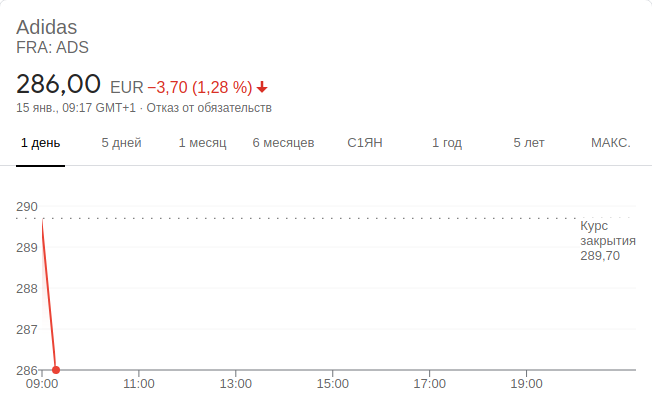 Adidas
FRA: ADS
286,00 EUR −3,70 (1,28 %)
15 янв., 09:17 GMT+1 · Отказ от обязательств
1 день 5 дней 1 месяц 6 месяцев С1ЯН 1 год 5 лет МАКС.
290
Курс
закрытия
289,70
289
288
287
286
09:00 11:00 13:00 15:00 17:00 19:00